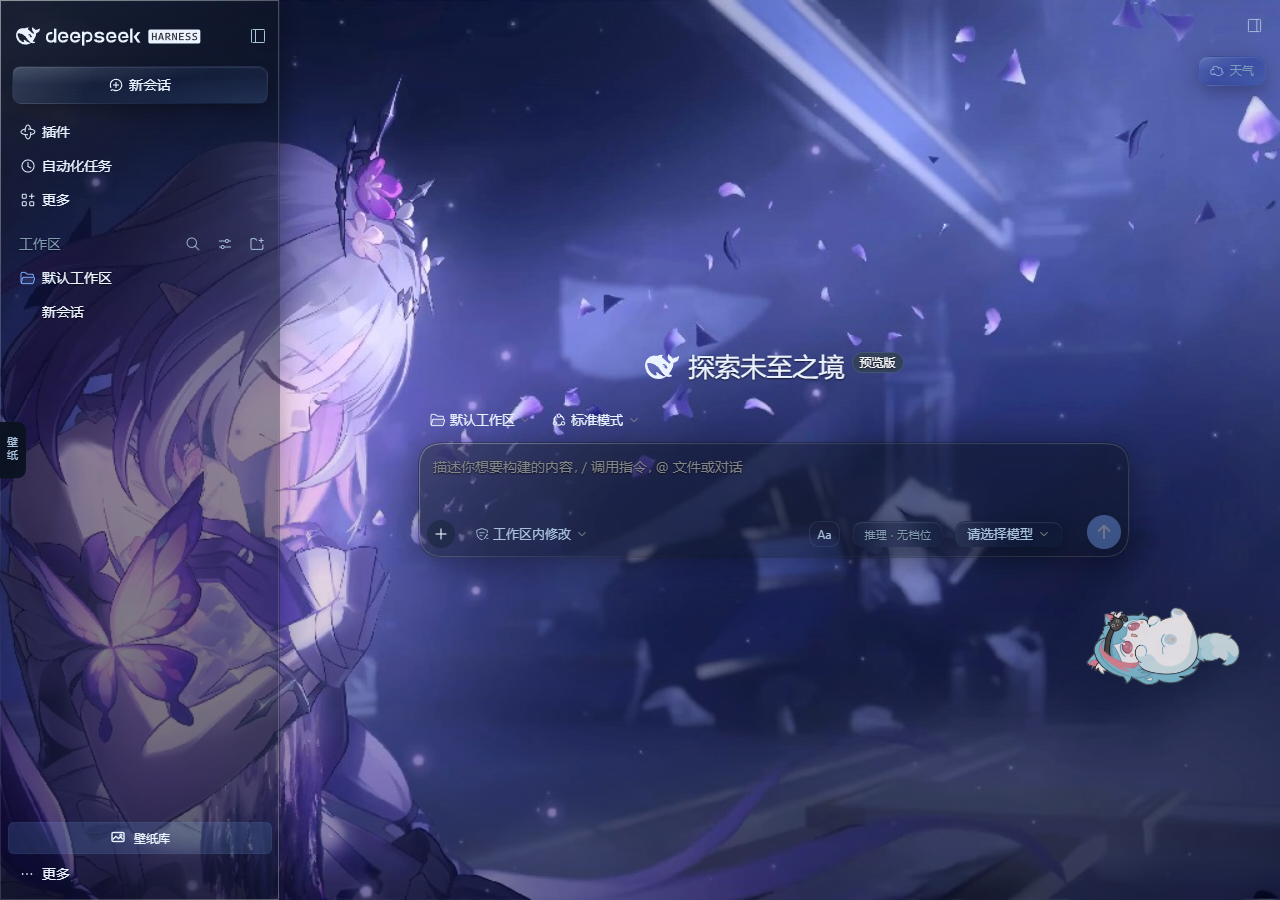 deepseek HARNESS
新会话
插件
自动化任务
更多
工作区
默认工作区
新会话
壁纸
壁纸库
更多
天气
探索未至之境 预览版
默认工作区 标准模式
描述你想要构建的内容, / 调用指令, @ 文件或对话
工作区内修改 Aa 推理 · 无档位 请选择模型